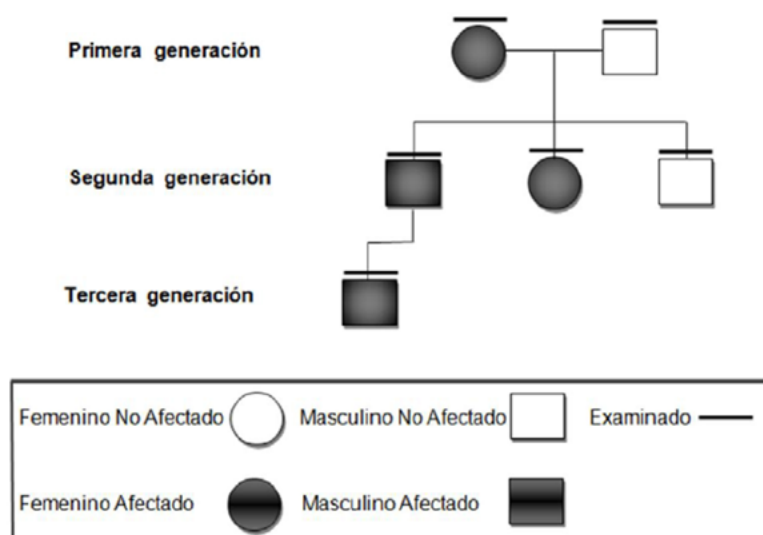 Primera generación
Segunda generación
Tercera generación
Femenino No Afectado Masculino No Afectado Examinado
Femenino Afectado Masculino Afectado